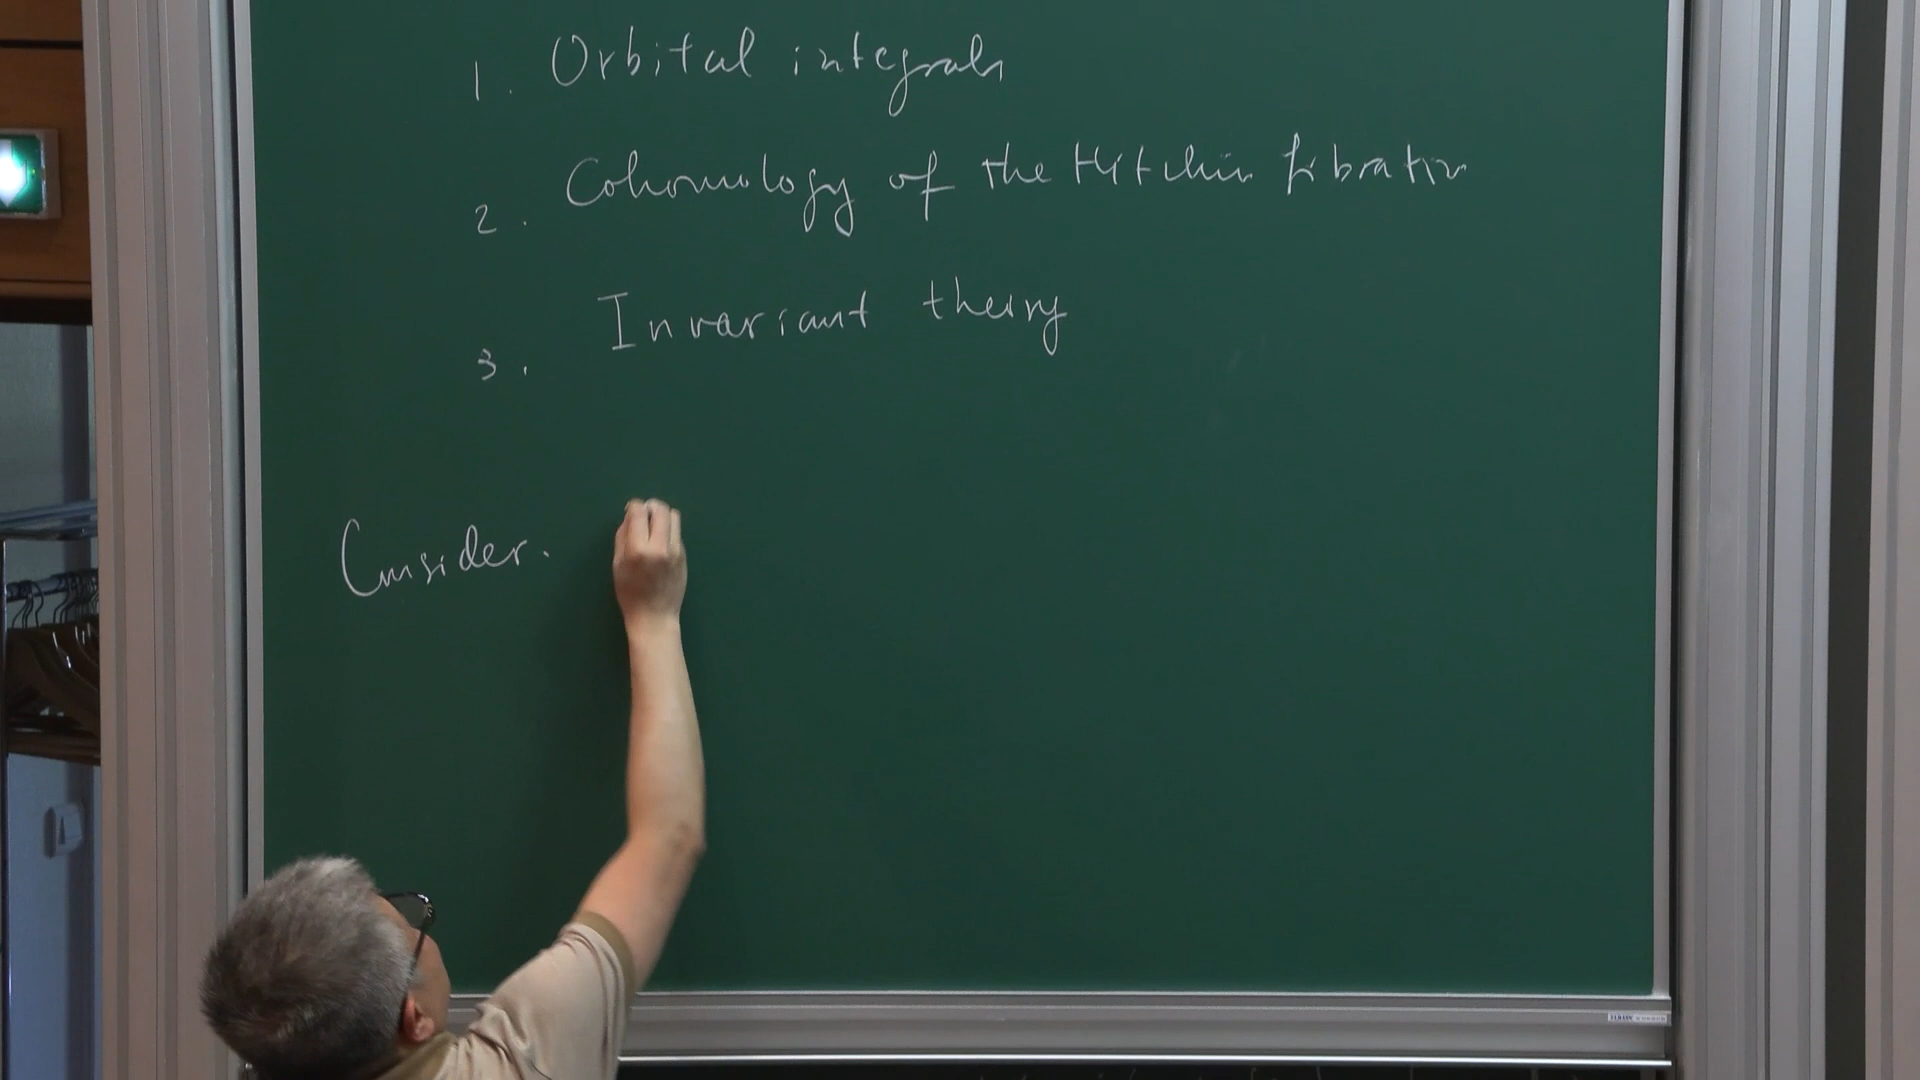 1. Orbital integrals
2. Cohomology of the Hitchin fibration
3. Invariant theory
Consider.